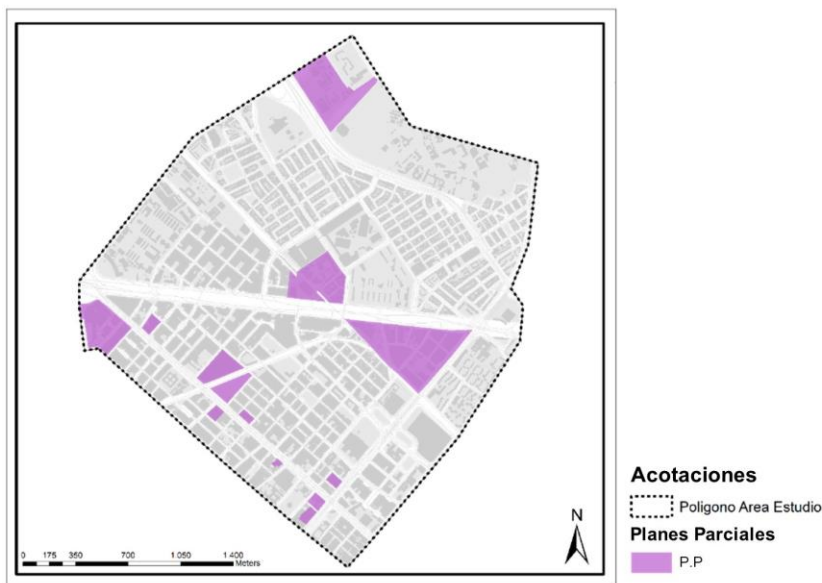 Acotaciones
Poligono Area Estudio
Planes Parciales
P.P
N
0 175 350 700 1.050 1.400
Meters